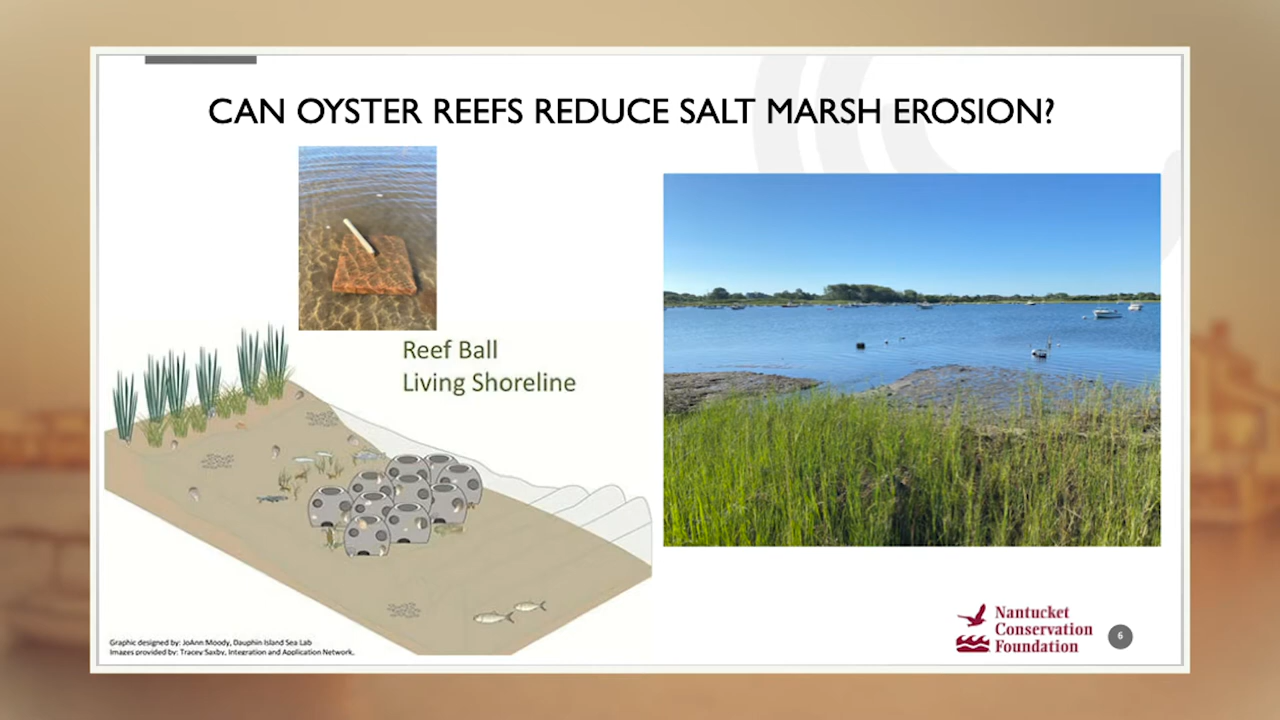 CAN OYSTER REEFS REDUCE SALT MARSH EROSION?
Reef Ball
Living Shoreline
Graphic designed by: JoAnn Moody, Dauphin Island Sea Lab
Images provided by: Tracey Saxby, Integration and Application Network,
Nantucket
Conservation
Foundation
6